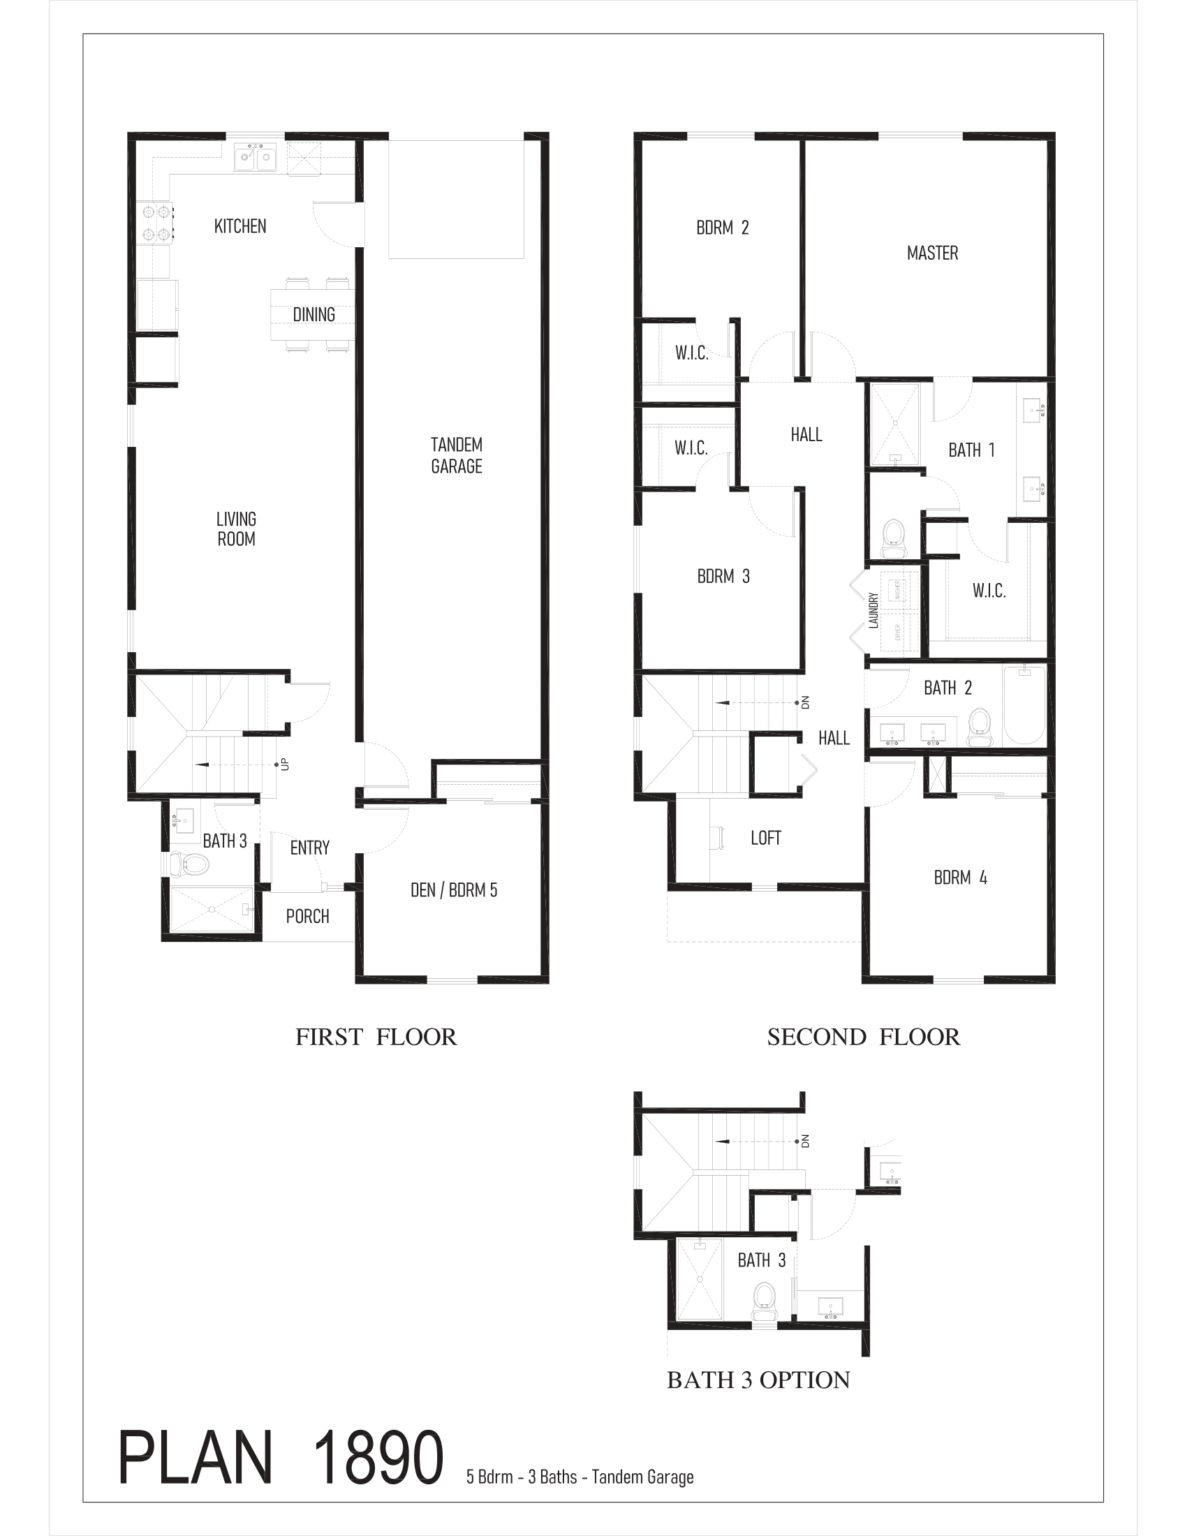 KITCHEN
DINING
TANDEM
GARAGE
LIVING
ROOM
UP
BATH 3
ENTRY
DEN / BDRM 5
PORCH
FIRST FLOOR
BDRM 2
MASTER
W.I.C.
HALL
W.I.C.
BATH 1
BDRM 3
WASHER
W.I.C.
LAUNDRY
DRYER
BATH 2
DN
HALL
LOFT
BDRM 4
SECOND FLOOR
DN
BATH 3
BATH 3 OPTION
PLAN 1890
5 Bdrm - 3 Baths - Tandem Garage